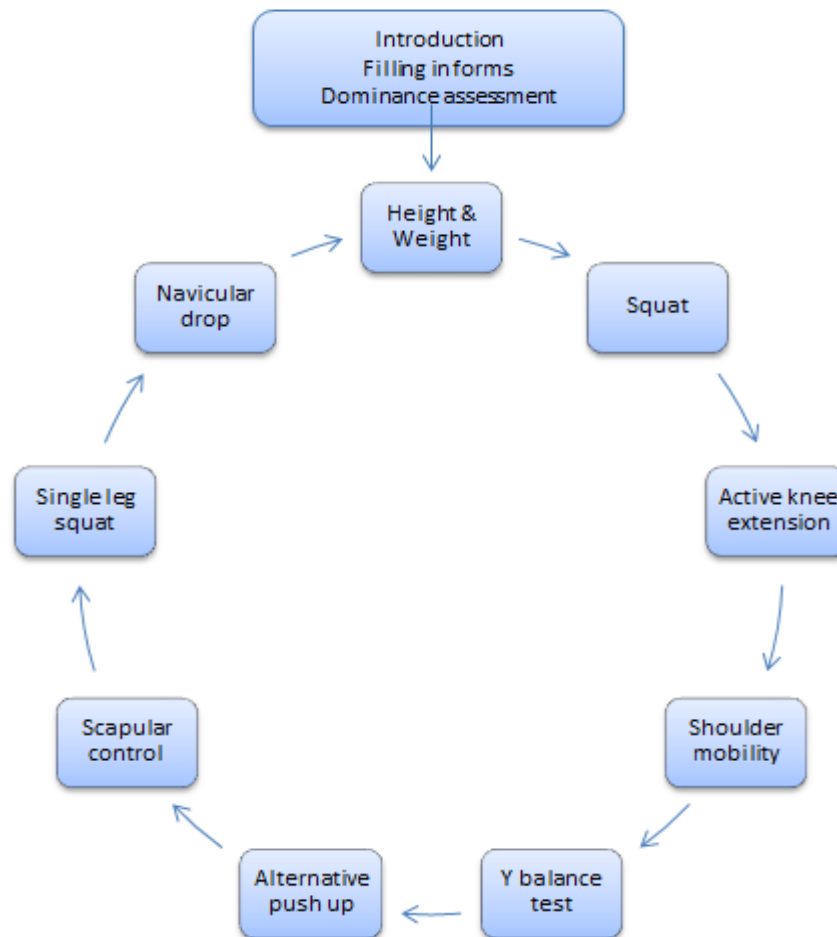 Introduction
Filling in forms
Dominance assessment
Height &
Weight
Squat
Active knee
extension
Shoulder
mobility
Y balance
test
Alternative
push up
Scapular
control
Single leg
squat
Navicular
drop